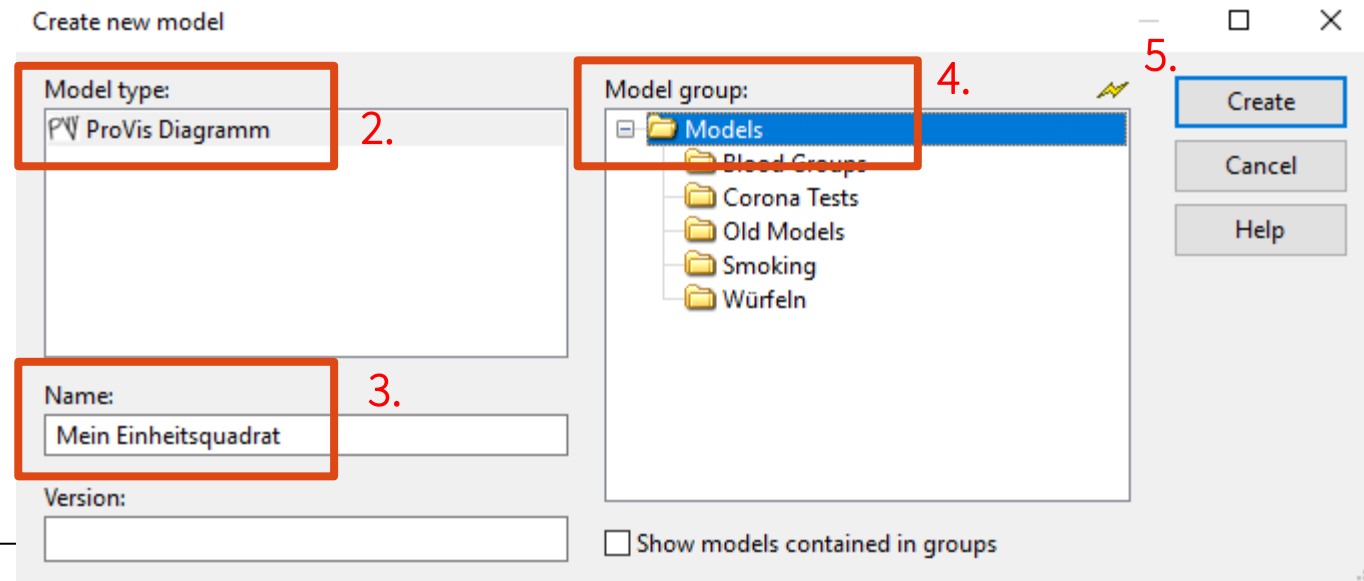 Create new model
5.
Model type:
ProVis Diagramm
2.
Name:
3.
Mein Einheitsquadrat
Version:
Model group:
4.
Models
Blood Groups
Corona Tests
Old Models
Smoking
Würfeln
Show models contained in groups
Create
Cancel
Help